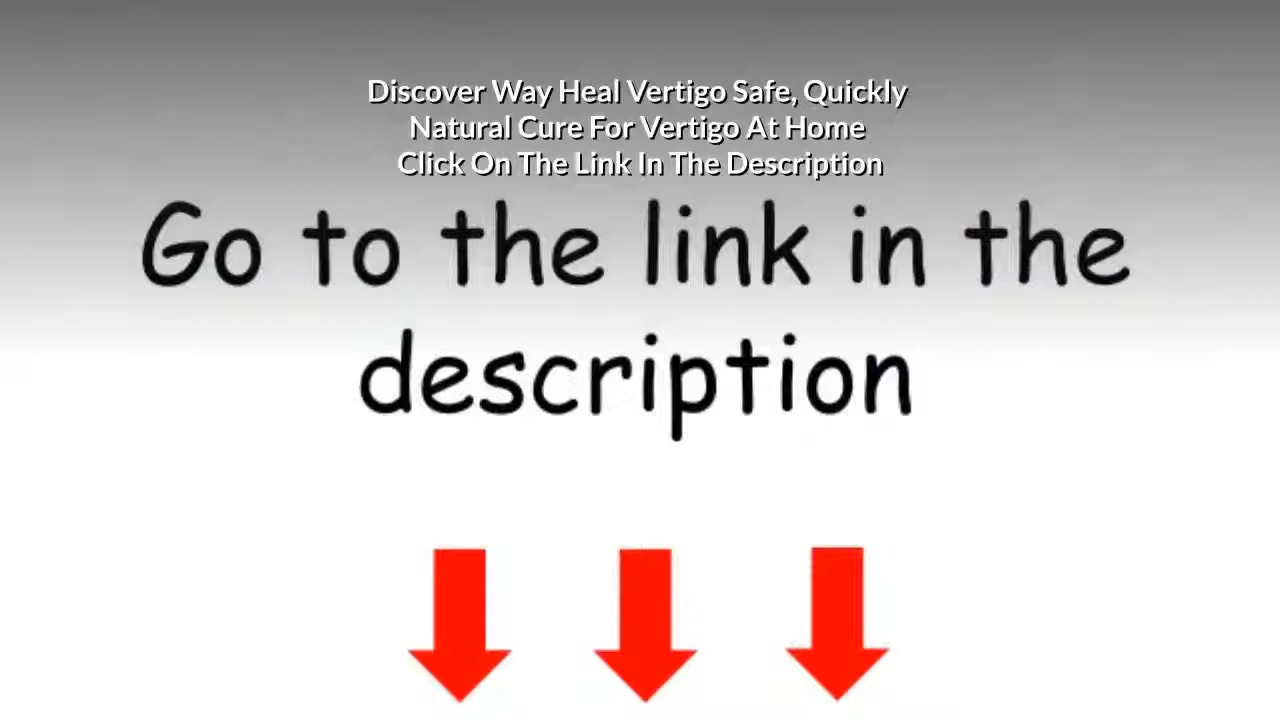 Discover Way Heal Vertigo Safe, Quickly
Natural Cure For Vertigo At Home
Click On The Link In The Description
Go to the link in the
description